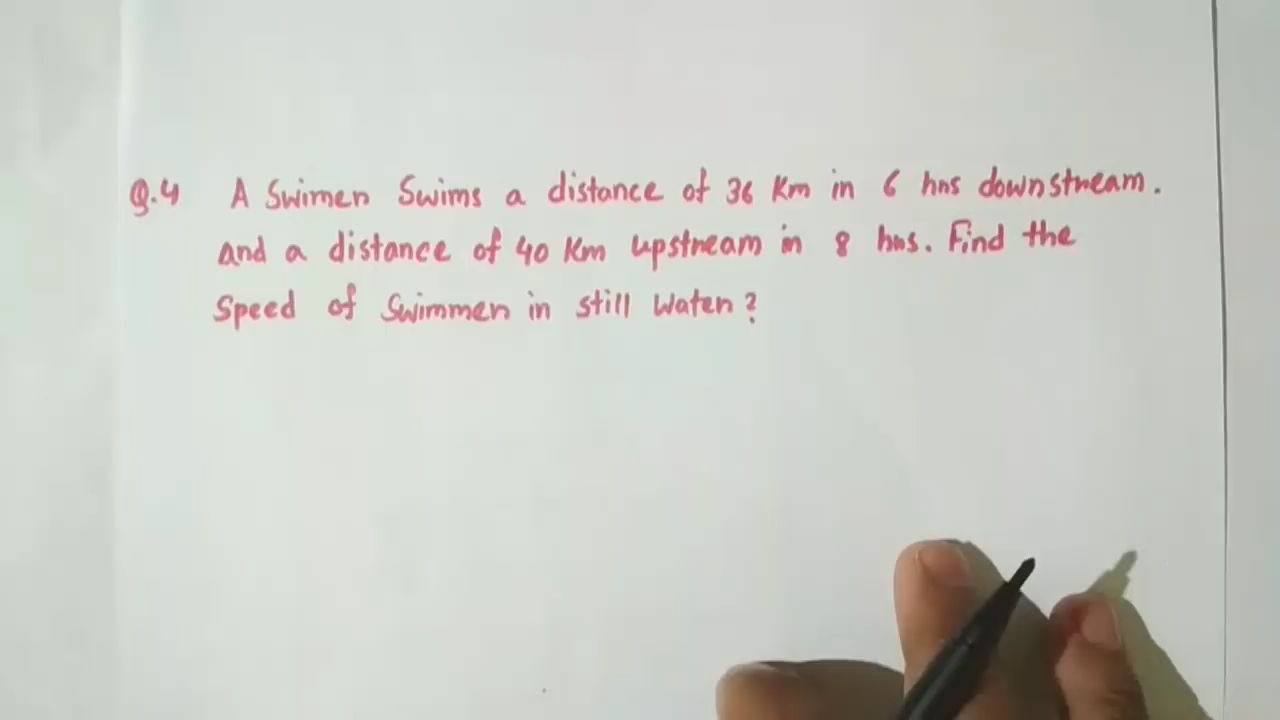 Q.4 A Swimer Swims a distance of 36 Km in 6 hrs downstream.
and a distance of 40 Km upstream in 8 hrs. Find the
Speed of Swimmer in still Water?